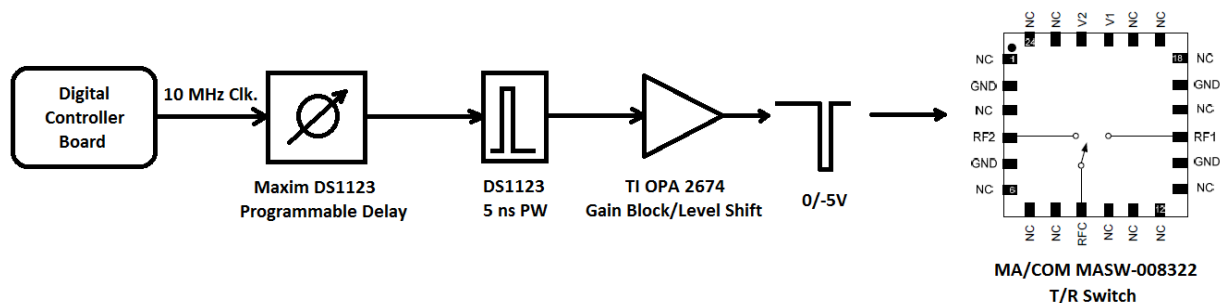 Digital
Controller
Board
10 MHz Clk.
Maxim DS1123
Programmable Delay
DS1123
5 ns PW
TI OPA 2674
Gain Block/Level Shift
0/-5V
NC
NC
V2
V1
NC
NC
24
NC
1
18
NC
GND
GND
NC
NC
RF2
RF1
GND
GND
NC
6
NC
12
NC
NC
RFC
NC
NC
NC
MA/COM MASW-008322
T/R Switch